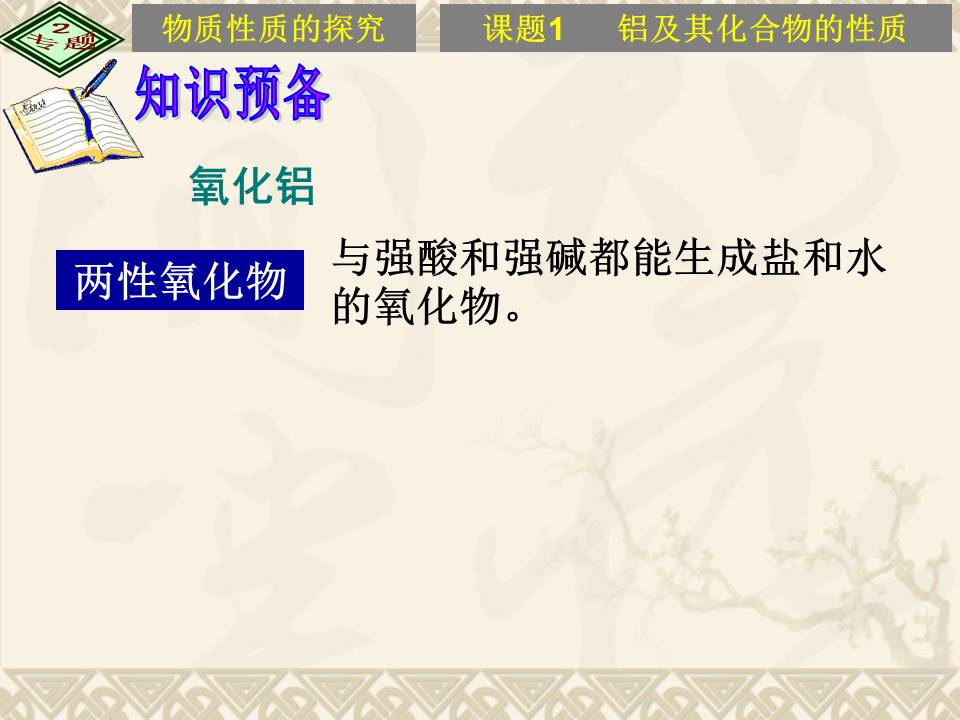 2
专题
物质性质的探究
课题1 铝及其化合物的性质
知识预备
氧化铝
两性氧化物
与强酸和强碱都能生成盐和水
的氧化物。